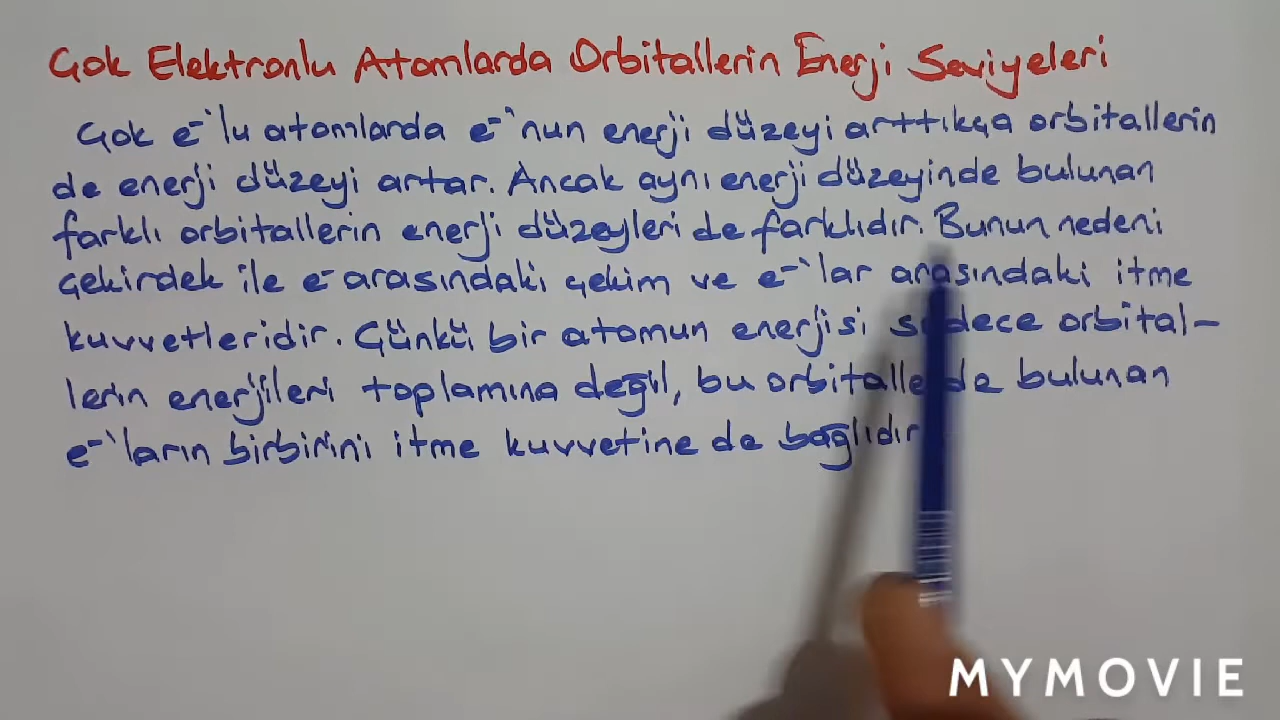 Çok Elektronlu Atomlarda Orbitallerin Enerji Seviyeleri
Çok e⁻'lu atomlarda e⁻'nun enerji düzeyi arttıkça orbitallerin
de enerji düzeyi artar. Ancak aynı enerji düzeyinde bulunan
farklı orbitallerin enerji düzeyleri de farklıdır. Bunun nedeni
çekirdek ile e⁻ arasındaki çekim ve e⁻'lar arasındaki itme
kuvvetleridir. Çünkü bir atomun enerjisi sadece orbital-
lerin enerjileri toplamına değil, bu orbitallerde bulunan
e⁻'ların birbirini itme kuvvetine de bağlıdır
MYMOVIE